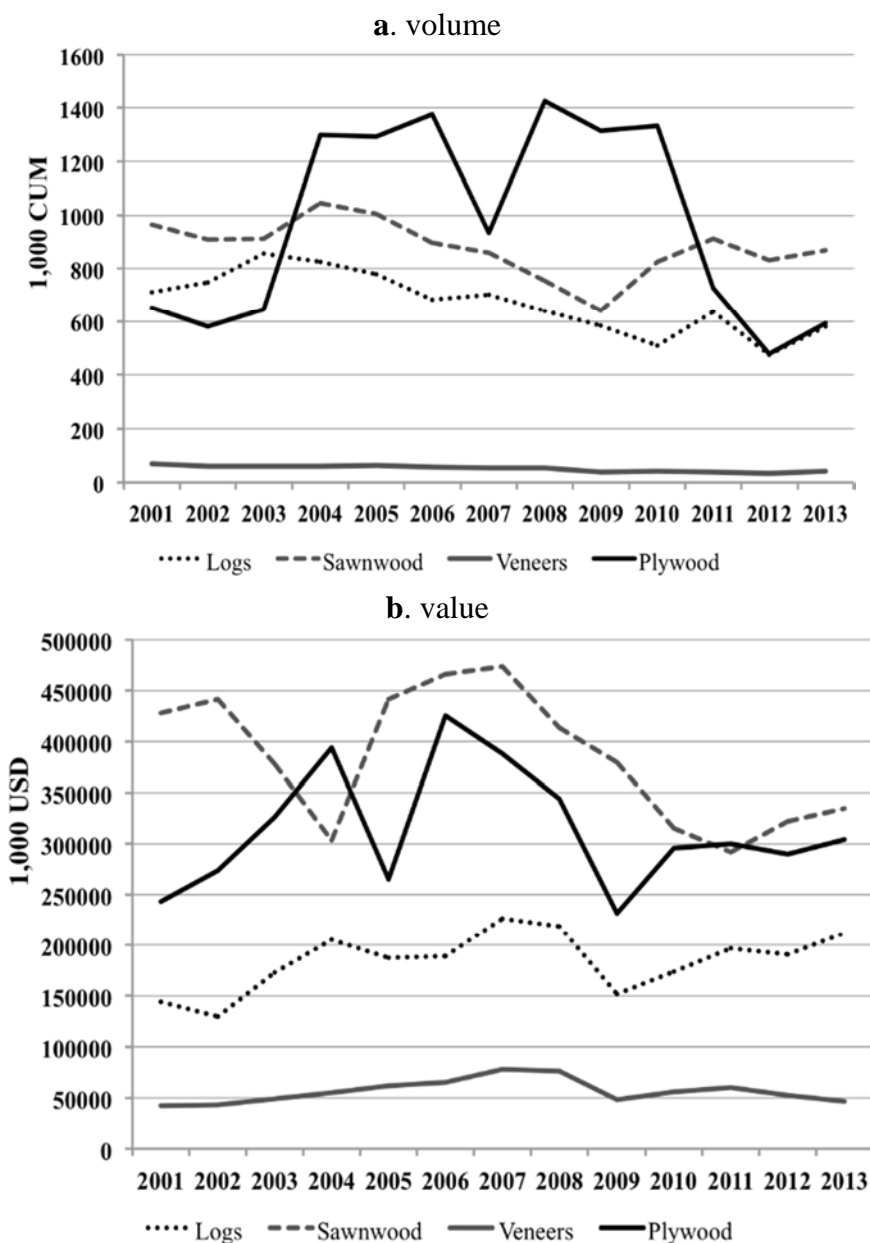 a. volume
1600
1400
1200
1000
800
600
400
200
0
1,000 CUM
2001 2002 2003 2004 2005 2006 2007 2008 2009 2010 2011 2012 2013
Logs Sawnwood Veneers Plywood
b. value
500000
450000
400000
350000
300000
250000
200000
150000
100000
50000
0
1,000 USD
2001 2002 2003 2004 2005 2006 2007 2008 2009 2010 2011 2012 2013
Logs Sawnwood Veneers Plywood